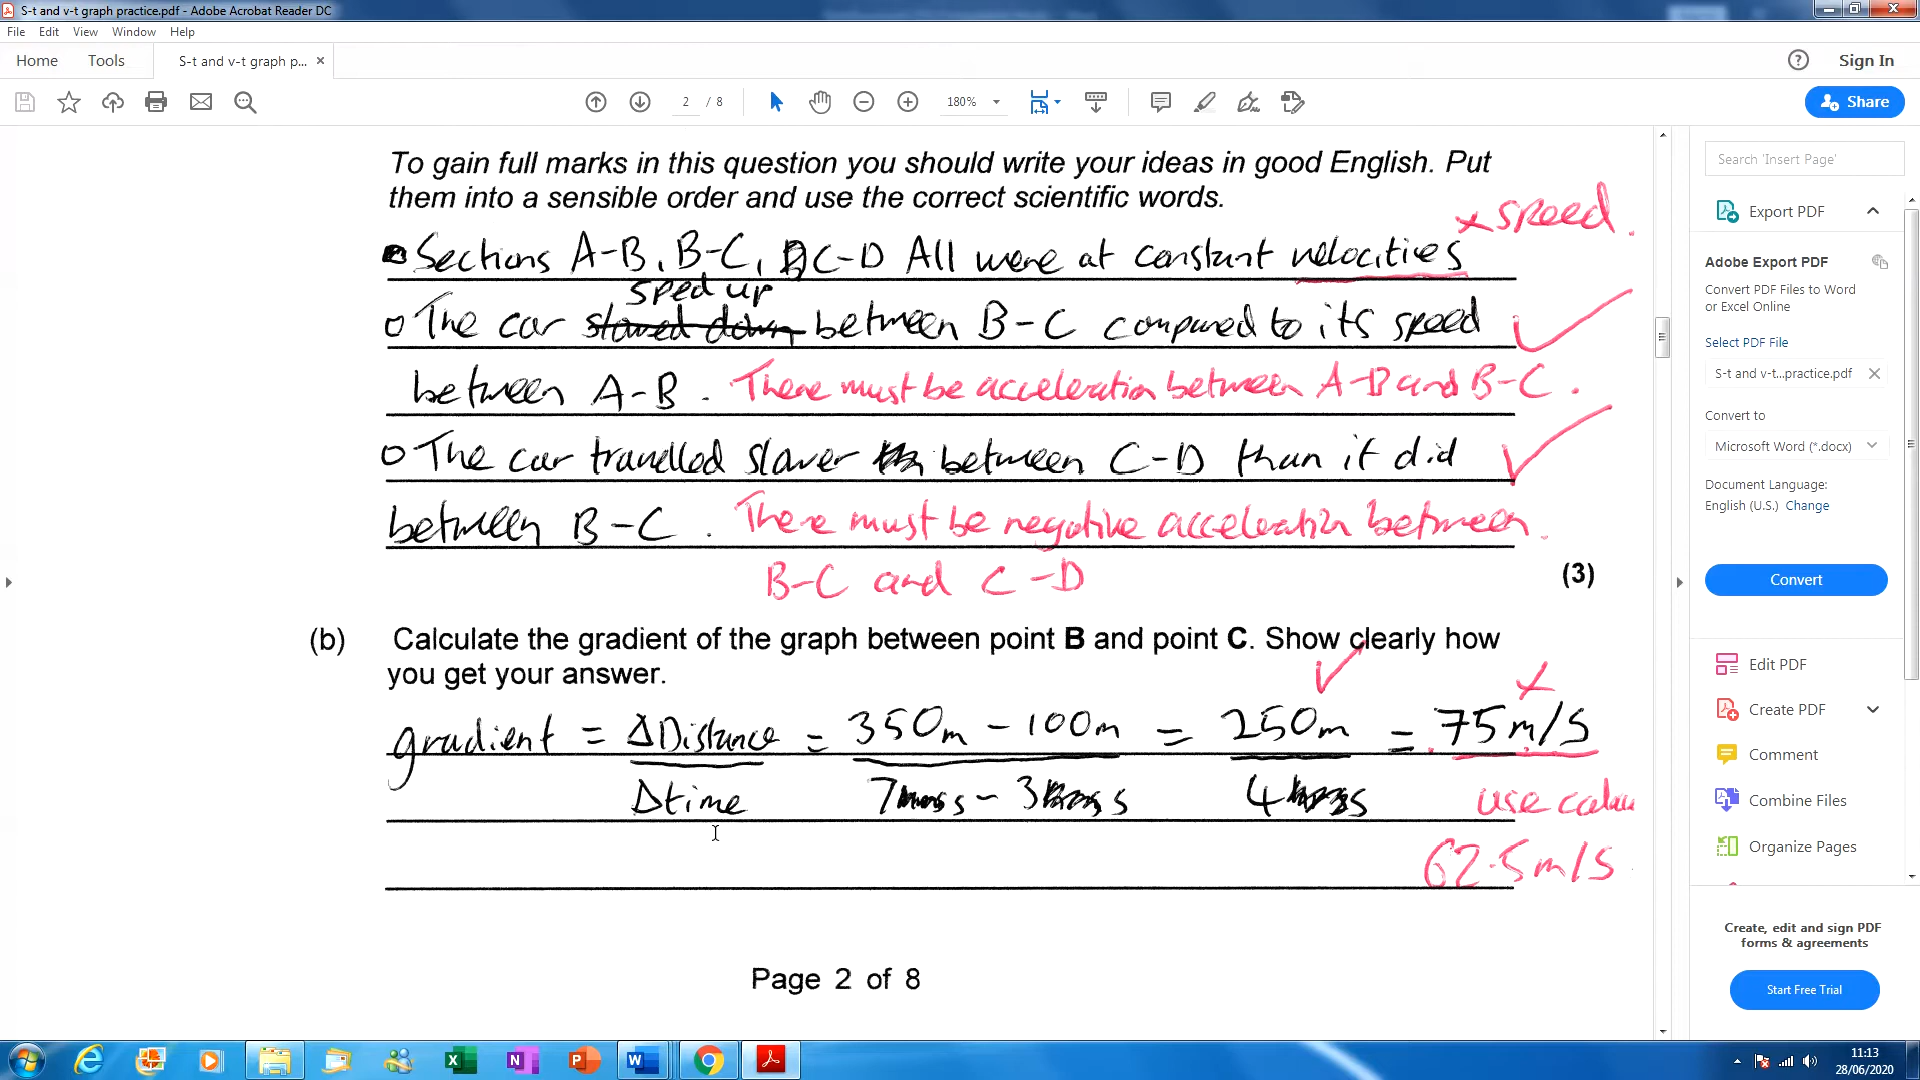 S-t and v-t graph practice.pdf - Adobe Acrobat Reader DC
File Edit View Window Help
Home Tools S-t and v-t graph p... × Sign In
2 / 8 180% Share
To gain full marks in this question you should write your ideas in good English. Put
them into a sensible order and use the correct scientific words.
× speed.
Sections A-B, B-C, C-D All were at constant velocities
sped up
o The car slowed down between B-C compared to its speed
between A-B. There must be acceleration between A-B and B-C.
o The car travelled slower between C-D than it did
between B-C. There must be negative acceleration between
B-C and C-D
(3)
(b) Calculate the gradient of the graph between point B and point C. Show clearly how
you get your answer.
gradient = ΔDistance = 350m - 100m = 250m = 75m/s
Δtime 7 s - 3 s 4 s use
62.5m/s
Page 2 of 8
Search 'Insert Page'
Export PDF
Adobe Export PDF
Convert PDF Files to Word
or Excel Online
Select PDF File
S-t and v-t...practice.pdf ×
Convert to
Microsoft Word (*.docx)
Document Language:
English (U.S.) Change
Convert
Edit PDF
Create PDF
Comment
Combine Files
Organize Pages
Create, edit and sign PDF
forms & agreements
Start Free Trial
11:13
28/06/2020